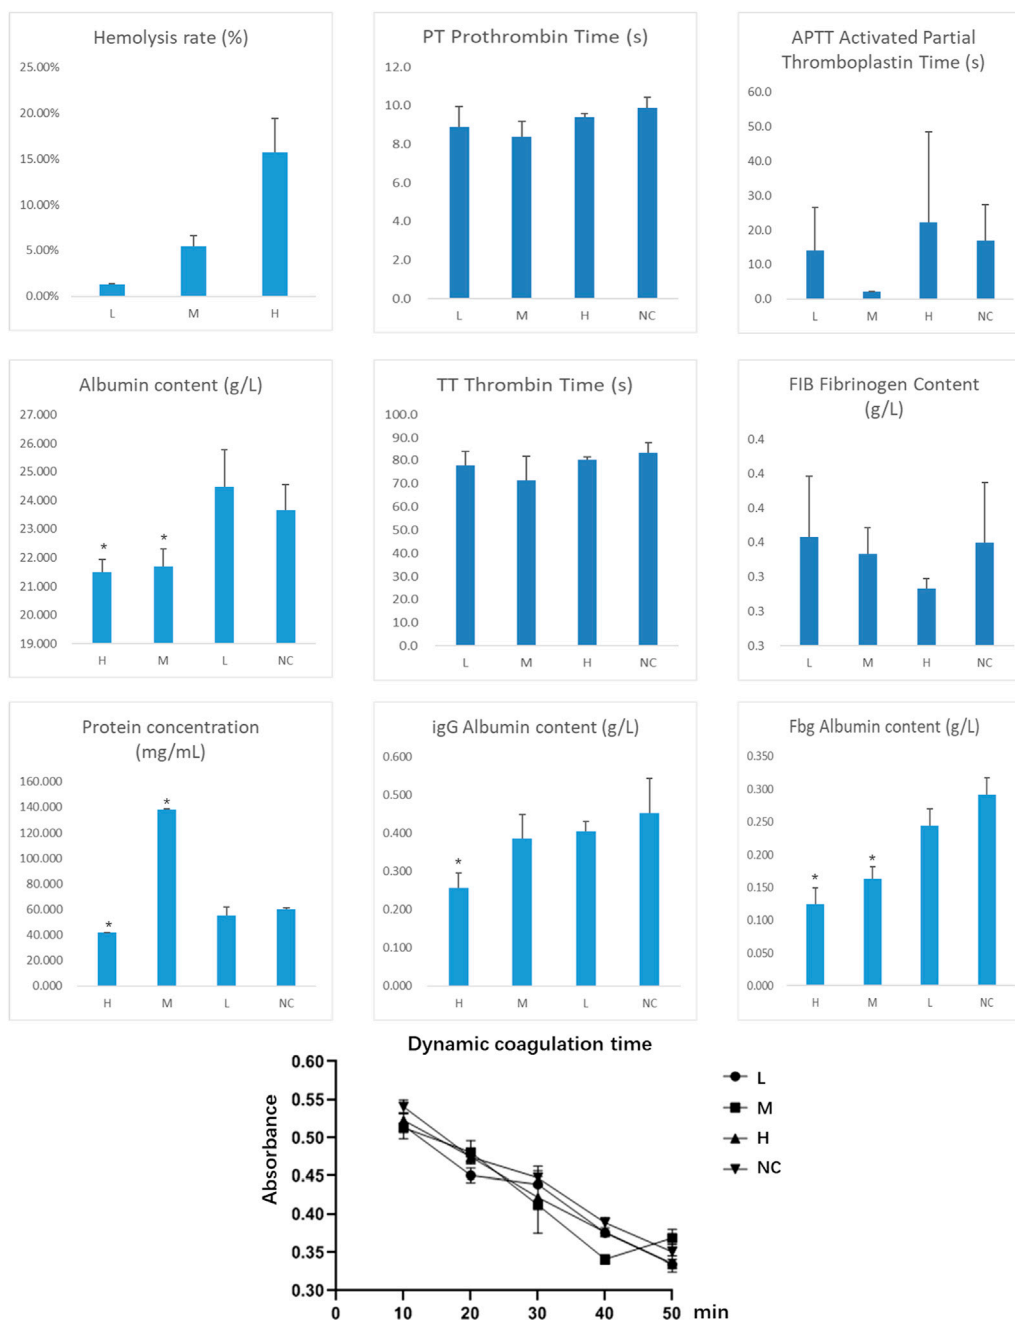 Hemolysis rate (%)
25.00%
20.00%
15.00%
10.00%
5.00%
0.00%
L M H
PT Prothrombin Time (s)
12.0
10.0
8.0
6.0
4.0
2.0
0.0
L M H NC
APTT Activated Partial
Thromboplastin Time (s)
60.0
50.0
40.0
30.0
20.0
10.0
0.0
L M H NC
Albumin content (g/L)
27.000
26.000
25.000
24.000
23.000
22.000
21.000
20.000
19.000
* *
H M L NC
TT Thrombin Time (s)
100.0
90.0
80.0
70.0
60.0
50.0
40.0
30.0
20.0
10.0
0.0
L M H NC
FIB Fibrinogen Content
(g/L)
0.4
0.4
0.4
0.4
0.3
0.3
0.3
L M H NC
Protein concentration
(mg/mL)
160.000
140.000
120.000
100.000
80.000
60.000
40.000
20.000
0.000
* *
H M L NC
igG Albumin content (g/L)
0.600
0.500
0.400
0.300
0.200
0.100
0.000
*
H M L NC
Fbg Albumin content (g/L)
0.350
0.300
0.250
0.200
0.150
0.100
0.050
0.000
* *
H M L NC
Dynamic coagulation time
Absorbance
0.60
0.55
0.50
0.45
0.40
0.35
0.30
0 10 20 30 40 50 min
L
M
H
NC